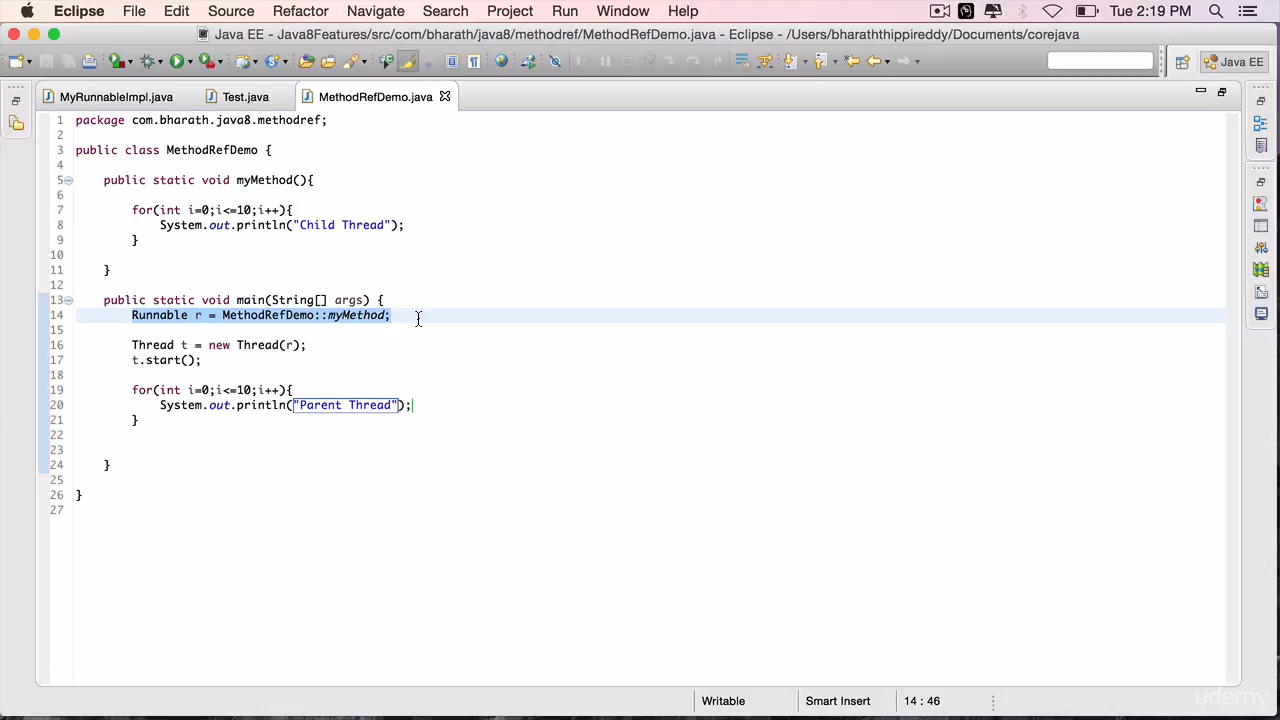 Eclipse File Edit Source Refactor Navigate Search Project Run Window Help Tue 2:19 PM
Java EE - Java8Features/src/com/bharath/java8/methodref/MethodRefDemo.java - Eclipse - /Users/bharaththippireddy/Documents/corejava
Java EE
MyRunnableImpl.java Test.java MethodRefDemo.java
1 package com.bharath.java8.methodref;
2
3 public class MethodRefDemo {
4
5 public static void myMethod(){
6
7 for(int i=0;i<=10;i++){
8 System.out.println("Child Thread");
9 }
10
11 }
12
13 public static void main(String[] args) {
14 Runnable r = MethodRefDemo::myMethod;
15
16 Thread t = new Thread(r);
17 t.start();
18
19 for(int i=0;i<=10;i++){
20 System.out.println("Parent Thread");
21 }
22
23
24 }
25
26 }
27
Writable Smart Insert 14 : 46
udemy